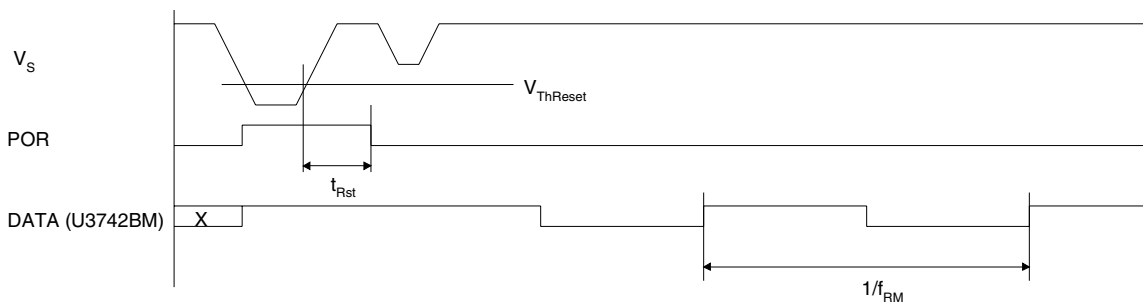 V_S
V_ThReset
POR
t_Rst
DATA (U3742BM)
X
1/f_RM